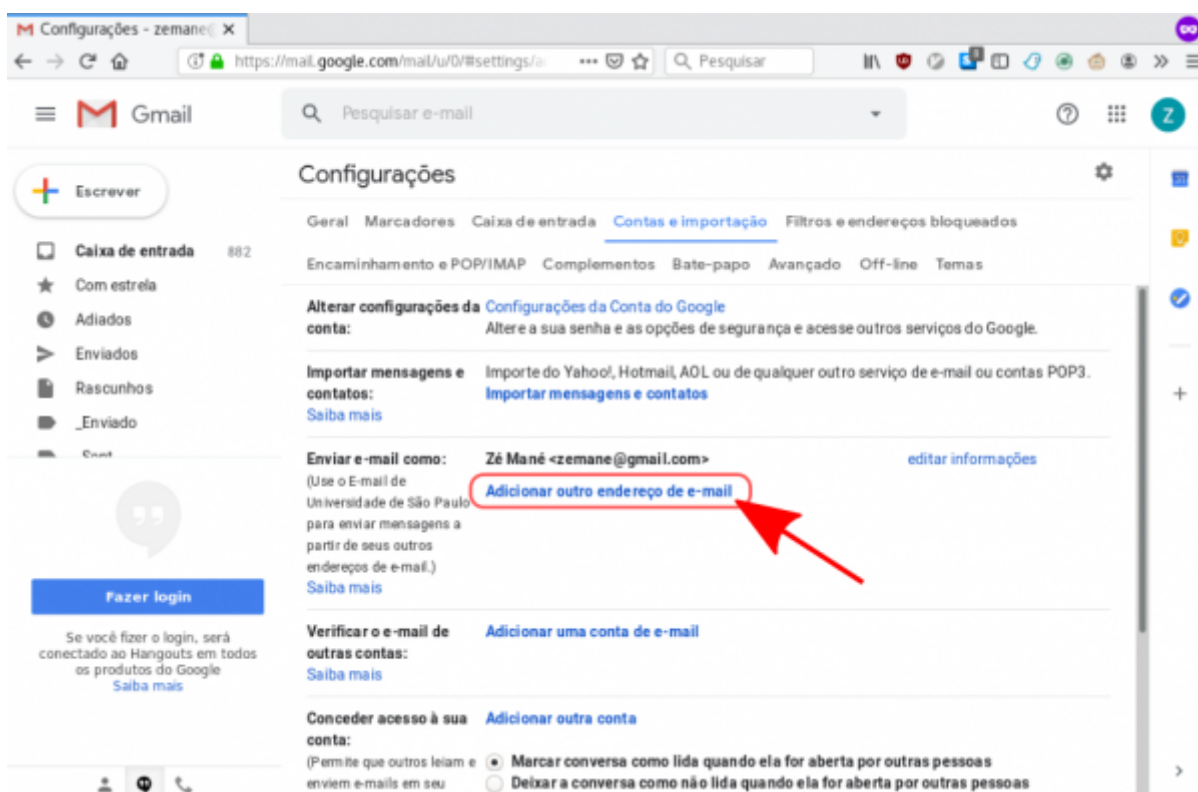 Configurações - zemane
https://mail.google.com/mail/u/0/#settings/a
Pesquisar
Gmail
Pesquisar e-mail
Z
Escrever
Configurações
Geral Marcadores Caixa de entrada Contas e importação Filtros e endereços bloqueados
Encaminhamento e POP/IMAP Complementos Bate-papo Avançado Off-line Temas
Caixa de entrada 882
Com estrela
Adiados
Enviados
Rascunhos
_Enviado
_Sent
Alterar configurações da conta:
Configurações da Conta do Google
Altere a sua senha e as opções de segurança e acesse outros serviços do Google.
Importar mensagens e contatos:
Saiba mais
Importe do Yahoo!, Hotmail, AOL ou de qualquer outro serviço de e-mail ou contas POP3.
Importar mensagens e contatos
Enviar e-mail como:
(Use o E-mail de
Universidade de São Paulo
para enviar mensagens a
partir de seus outros
endereços de e-mail.)
Saiba mais
Zé Mané <zemane@gmail.com>
editar informações
Adicionar outro endereço de e-mail
Fazer login
Se você fizer o login, será
conectado ao Hangouts em todos
os produtos do Google
Saiba mais
Verificar o e-mail de
outras contas:
Saiba mais
Adicionar uma conta de e-mail
Conceder acesso à sua
conta:
(Permite que outros leiam e
enviem e-mails em seu
Adicionar outra conta
Marcar conversa como lida quando ela for aberta por outras pessoas
Deixar a conversa como não lida quando ela for aberta por outras pessoas